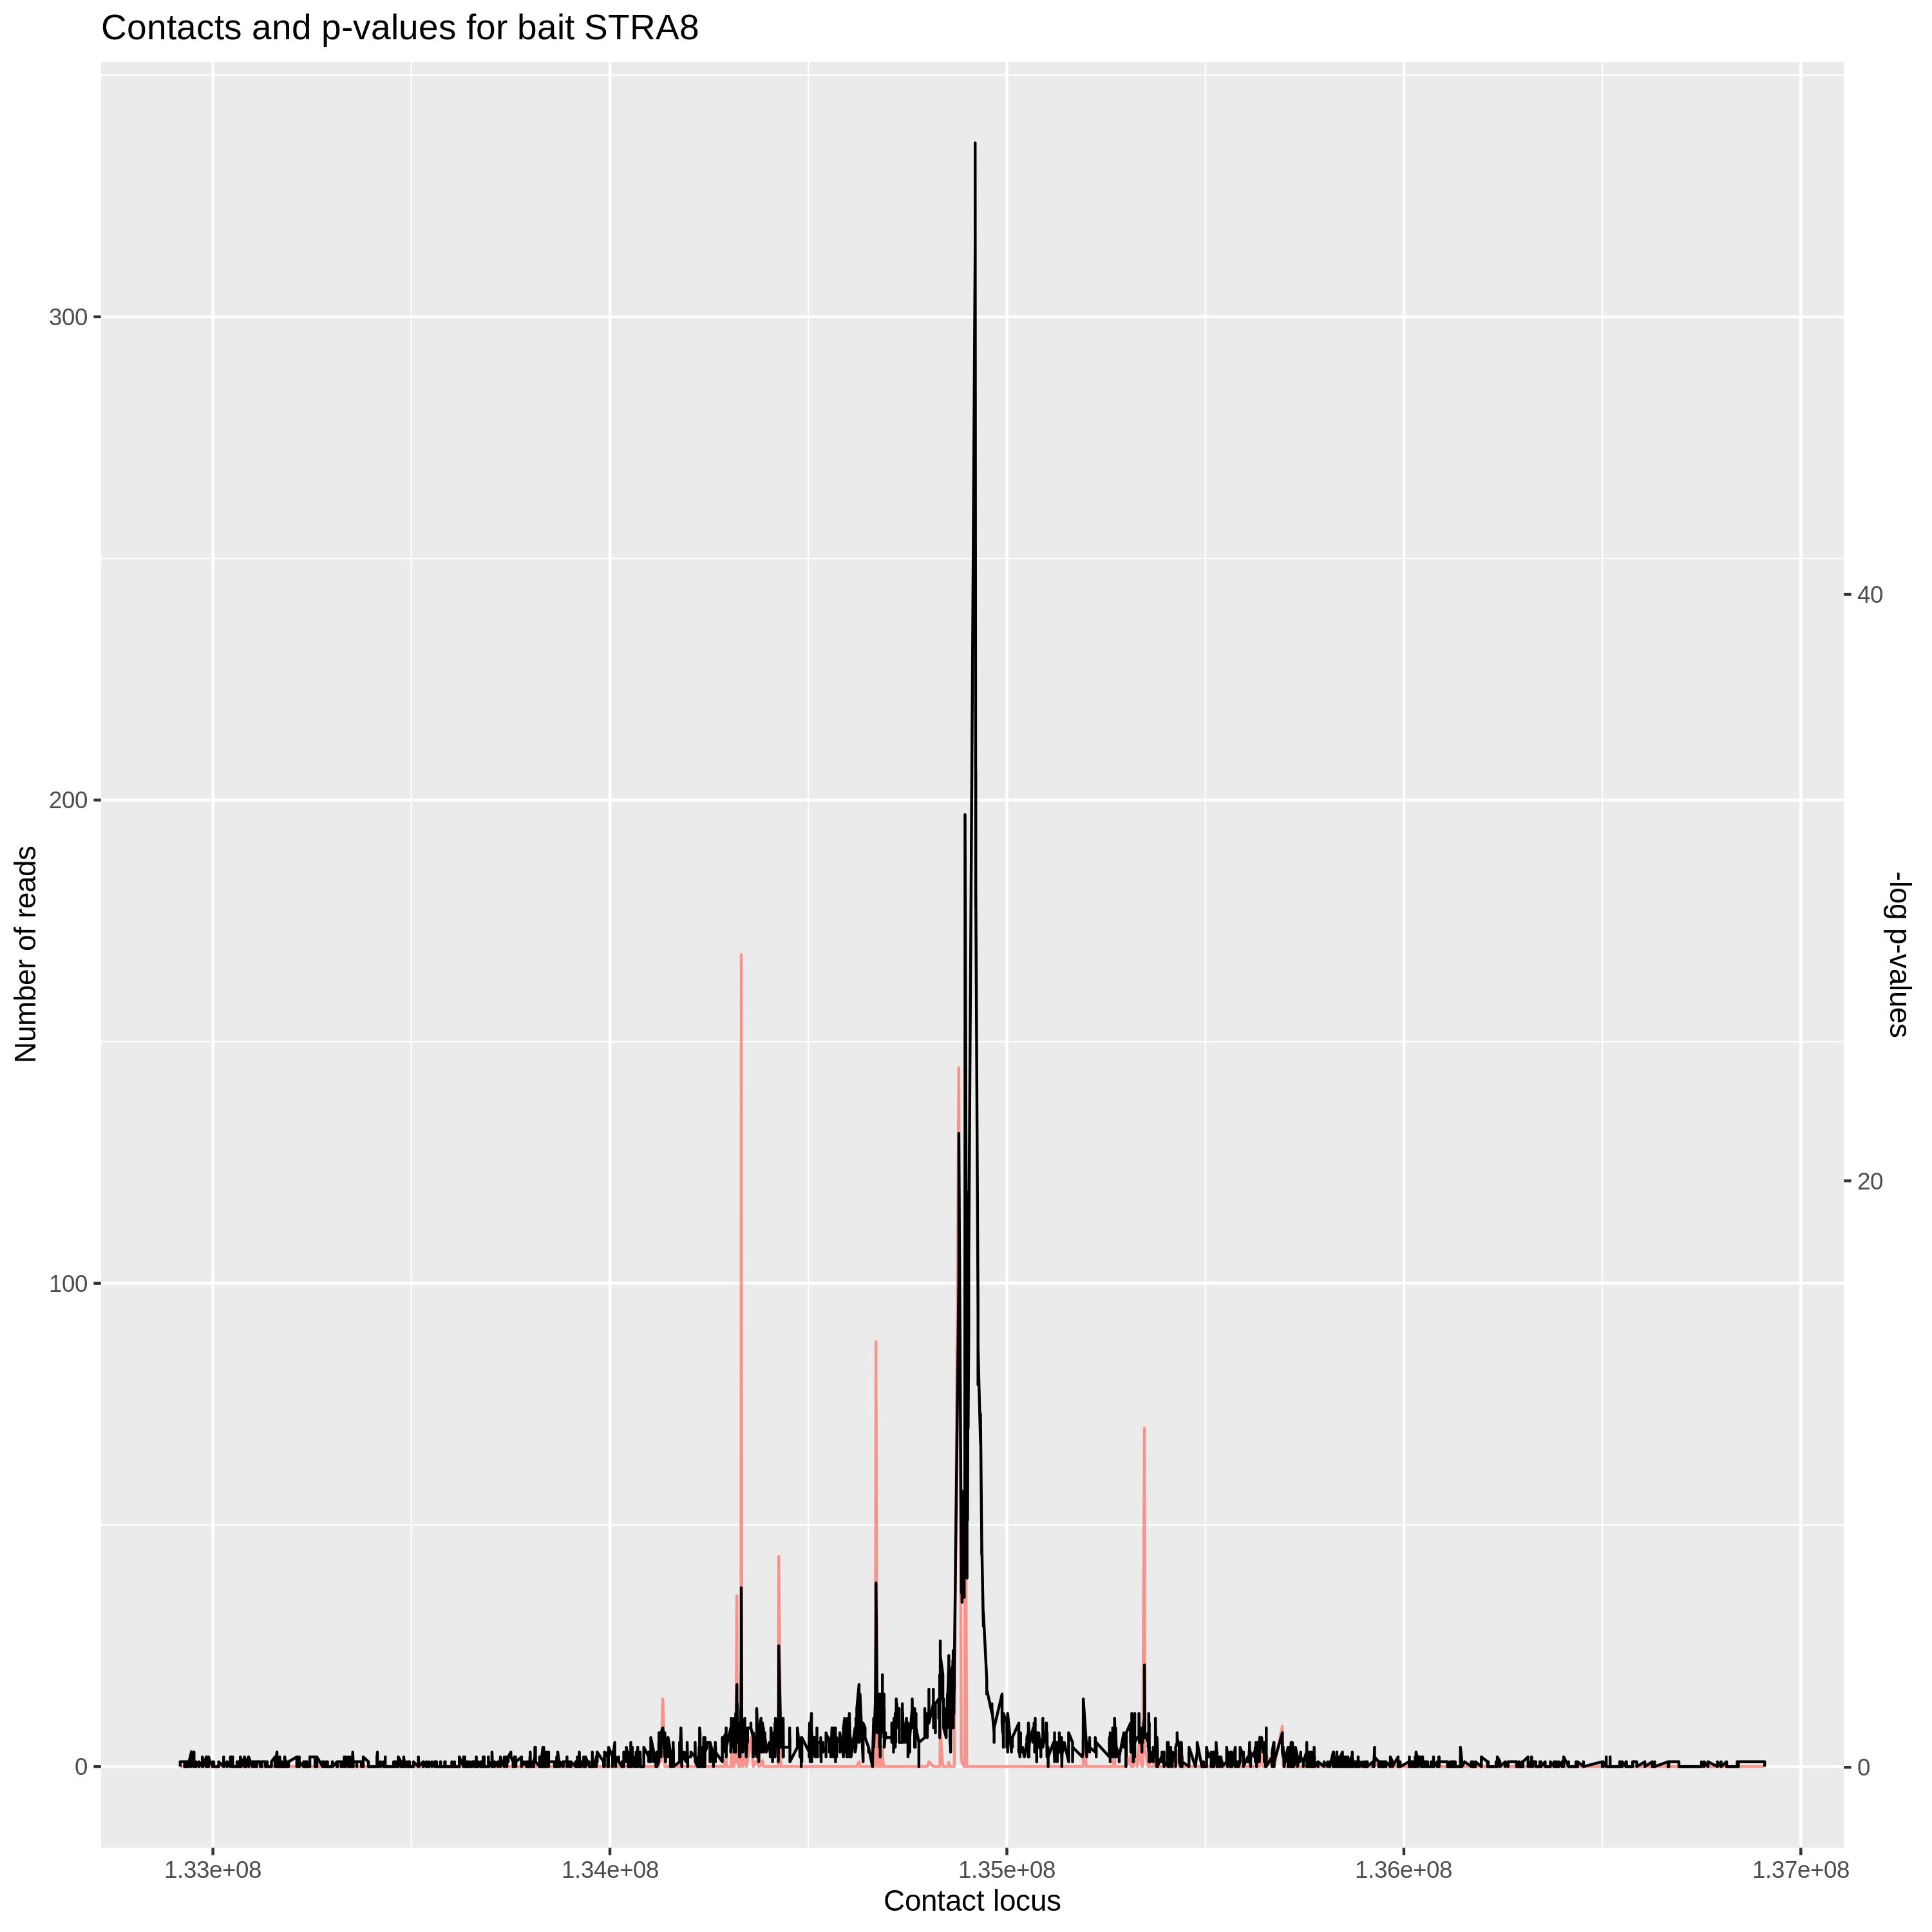 Contacts and p-values for bait STRA8
300
200
100
0
Number of reads
40
20
0
-log p-values
1.33e+08
1.34e+08
1.35e+08
1.36e+08
1.37e+08
Contact locus